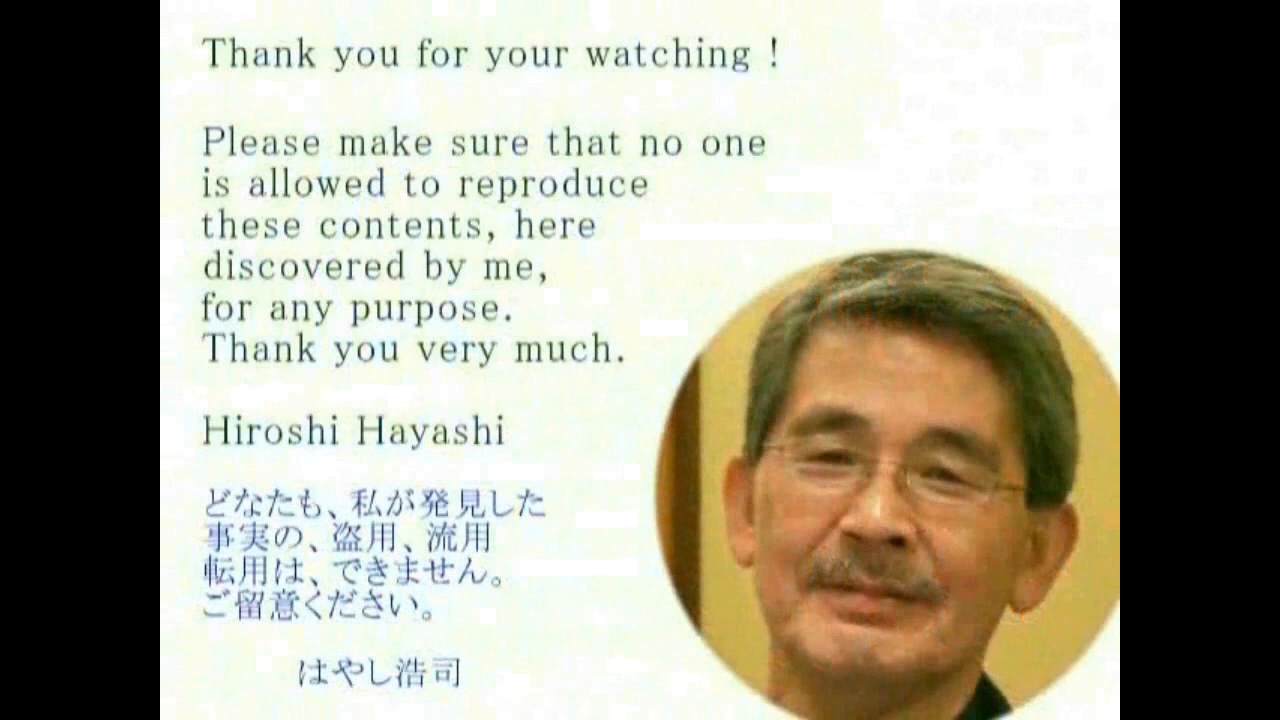 Thank you for your watching !
Please make sure that no one
is allowed to reproduce
these contents, here
discovered by me,
for any purpose.
Thank you very much.
Hiroshi Hayashi
どなたも、私が発見した
事実の、盗用、流用
転用は、できません。
ご留意ください。
はやし浩司